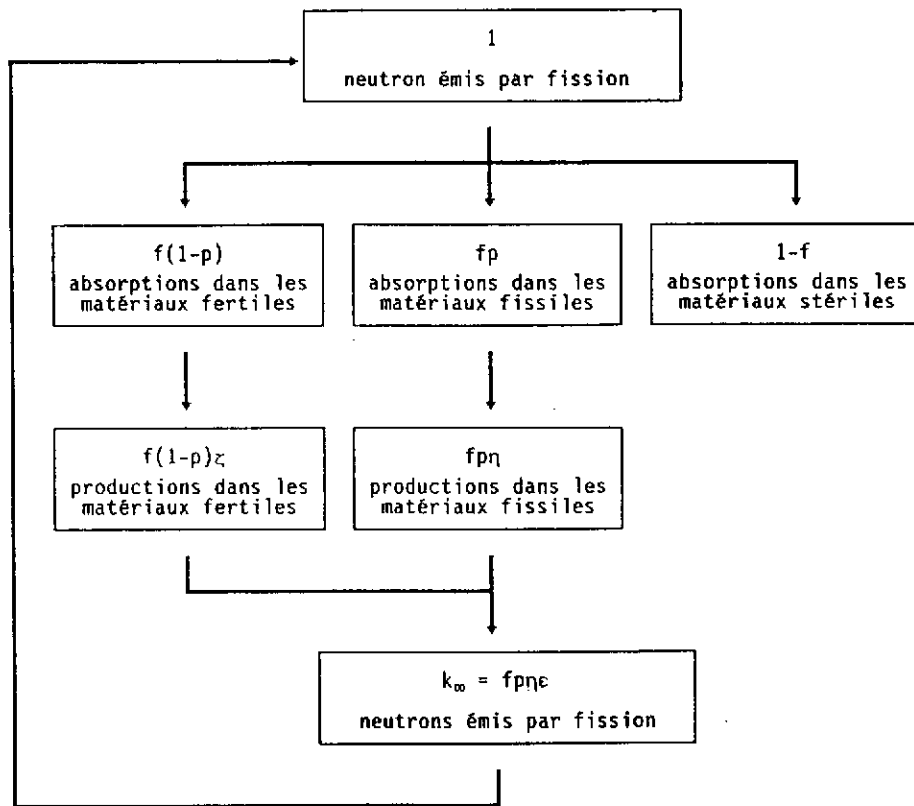 1
neutron émis par fission
f(1-p)
absorptions dans les
matériaux fertiles
fp
absorptions dans les
matériaux fissiles
1-f
absorptions dans les
matériaux stériles
f(1-p)ζ
productions dans les
matériaux fertiles
fpη
productions dans les
matériaux fissiles
k∞ = fpηε
neutrons émis par fission